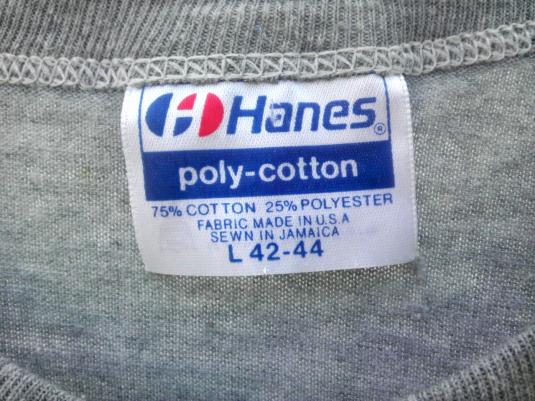 Hanes®
poly-cotton
75% COTTON 25% POLYESTER
FABRIC MADE IN U.S.A
SEWN IN JAMAICA
L 42-44